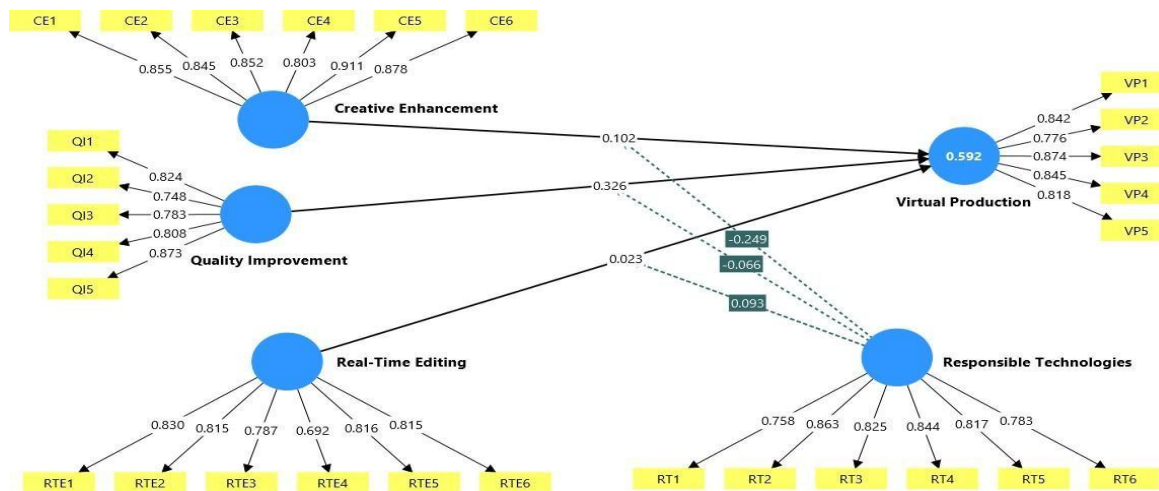 CE1 CE2 CE3 CE4 CE5 CE6
0.855 0.845 0.852 0.803 0.911 0.878
Creative Enhancement
QI1
QI2
QI3
QI4
QI5
0.824
0.748
0.783
0.808
0.873
Quality Improvement
0.102
0.326
0.023
-0.249
-0.066
0.093
0.592
Virtual Production
0.842
0.776
0.874
0.845
0.818
VP1
VP2
VP3
VP4
VP5
Real-Time Editing
0.830 0.815 0.787 0.692 0.816 0.815
RTE1 RTE2 RTE3 RTE4 RTE5 RTE6
Responsible Technologies
0.758 0.863 0.825 0.844 0.817 0.783
RT1 RT2 RT3 RT4 RT5 RT6